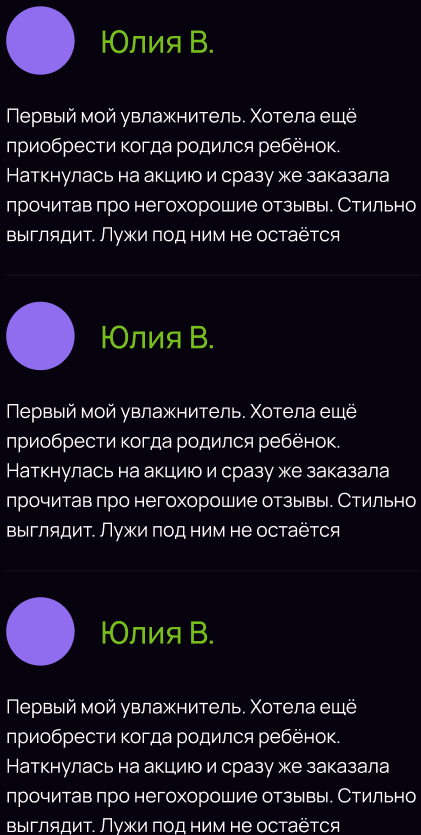 Юлия В.
Первый мой увлажнитель. Хотела ещё
приобрести когда родился ребёнок.
Наткнулась на акцию и сразу же заказала
прочитав про негохорошие отзывы. Стильно
выглядит. Лужи под ним не остаётся
Юлия В.
Первый мой увлажнитель. Хотела ещё
приобрести когда родился ребёнок.
Наткнулась на акцию и сразу же заказала
прочитав про негохорошие отзывы. Стильно
выглядит. Лужи под ним не остаётся
Юлия В.
Первый мой увлажнитель. Хотела ещё
приобрести когда родился ребёнок.
Наткнулась на акцию и сразу же заказала
прочитав про негохорошие отзывы. Стильно
выглядит. Лужи под ним не остаётся